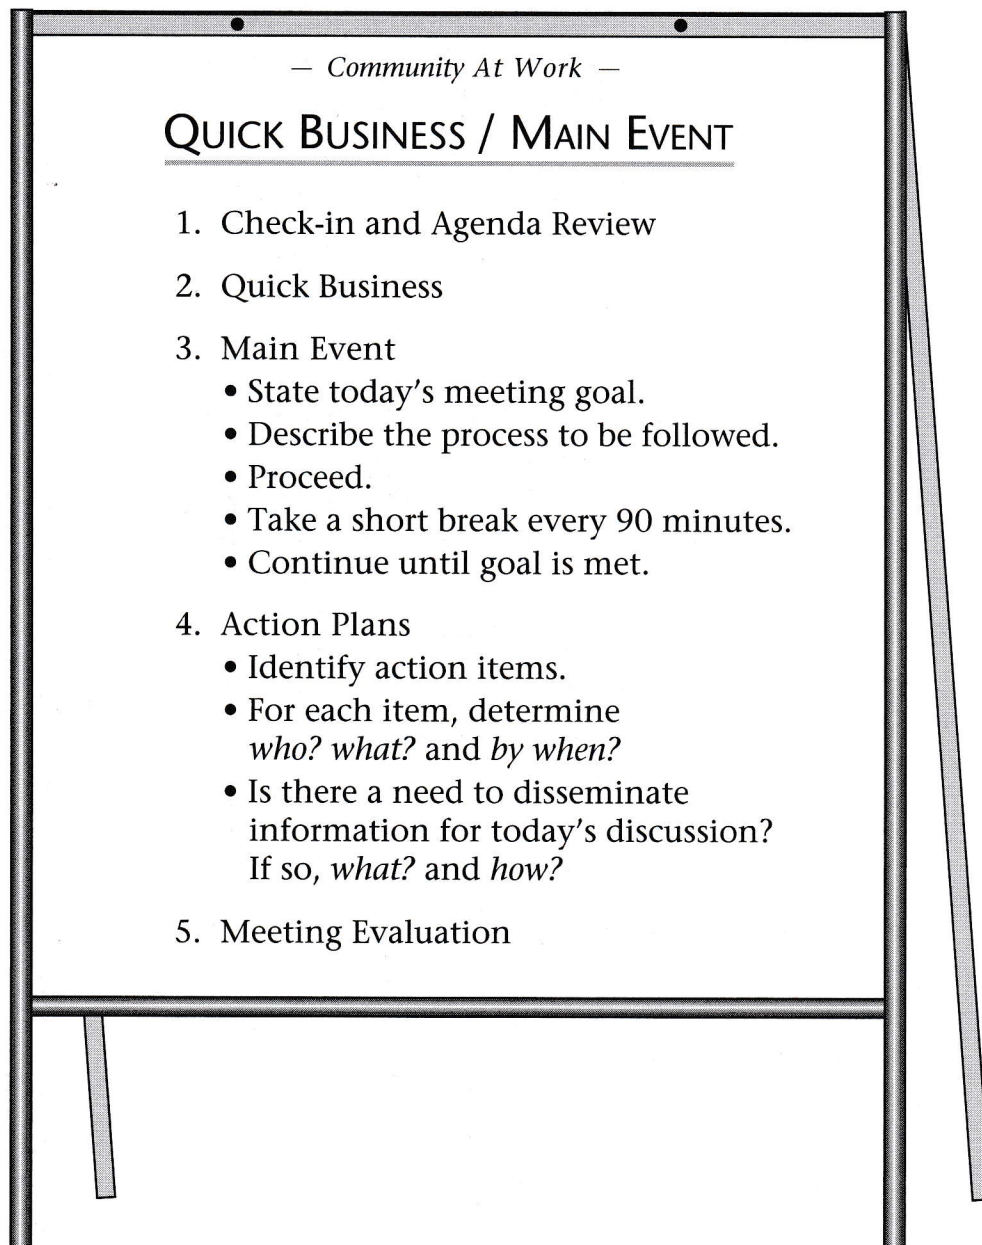 — Community At Work —
QUICK BUSINESS / MAIN EVENT
1. Check-in and Agenda Review
2. Quick Business
3. Main Event
• State today's meeting goal.
• Describe the process to be followed.
• Proceed.
• Take a short break every 90 minutes.
• Continue until goal is met.
4. Action Plans
• Identify action items.
• For each item, determine
who? what? and by when?
• Is there a need to disseminate
information for today's discussion?
If so, what? and how?
5. Meeting Evaluation